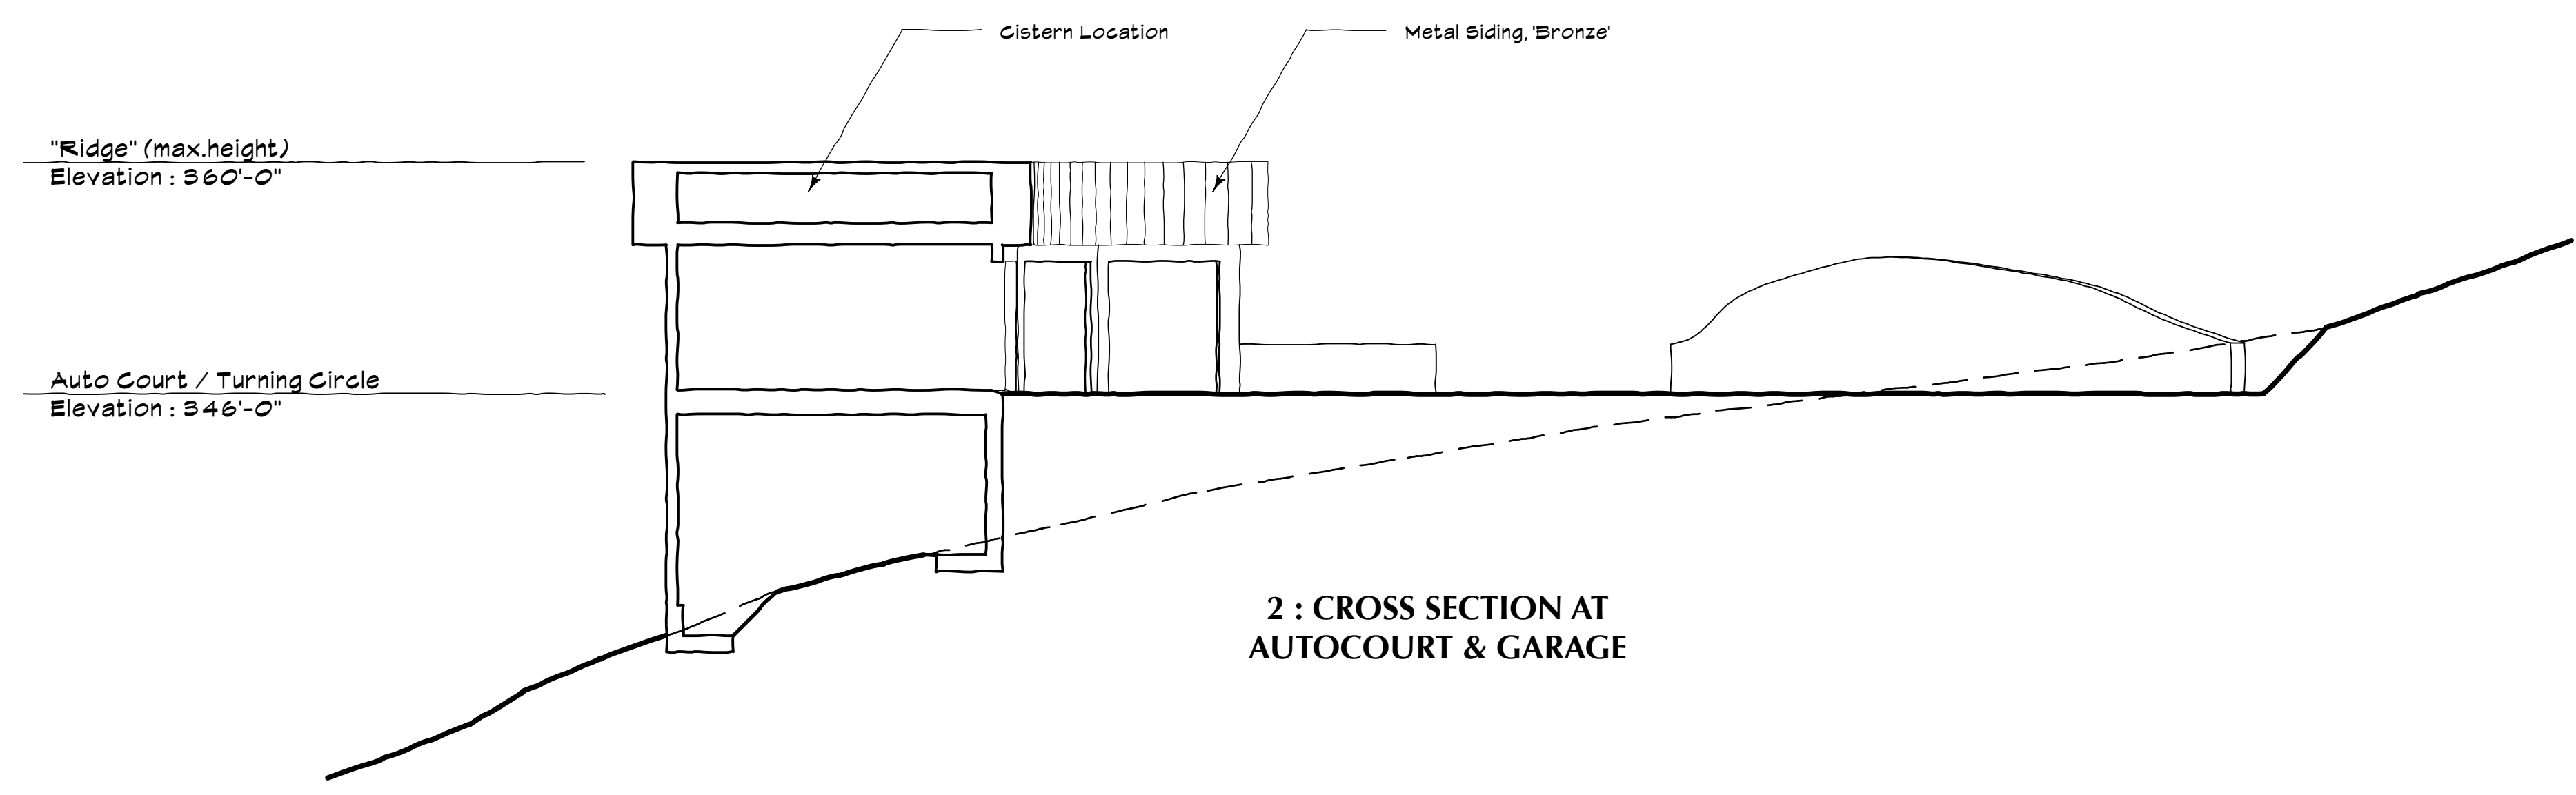 Cistern Location
Metal Siding, 'Bronze'
"Ridge" (max.height)
Elevation : 360'-0"
Auto Court / Turning Circle
Elevation : 346'-0"
2 : CROSS SECTION AT
AUTOCOURT & GARAGE